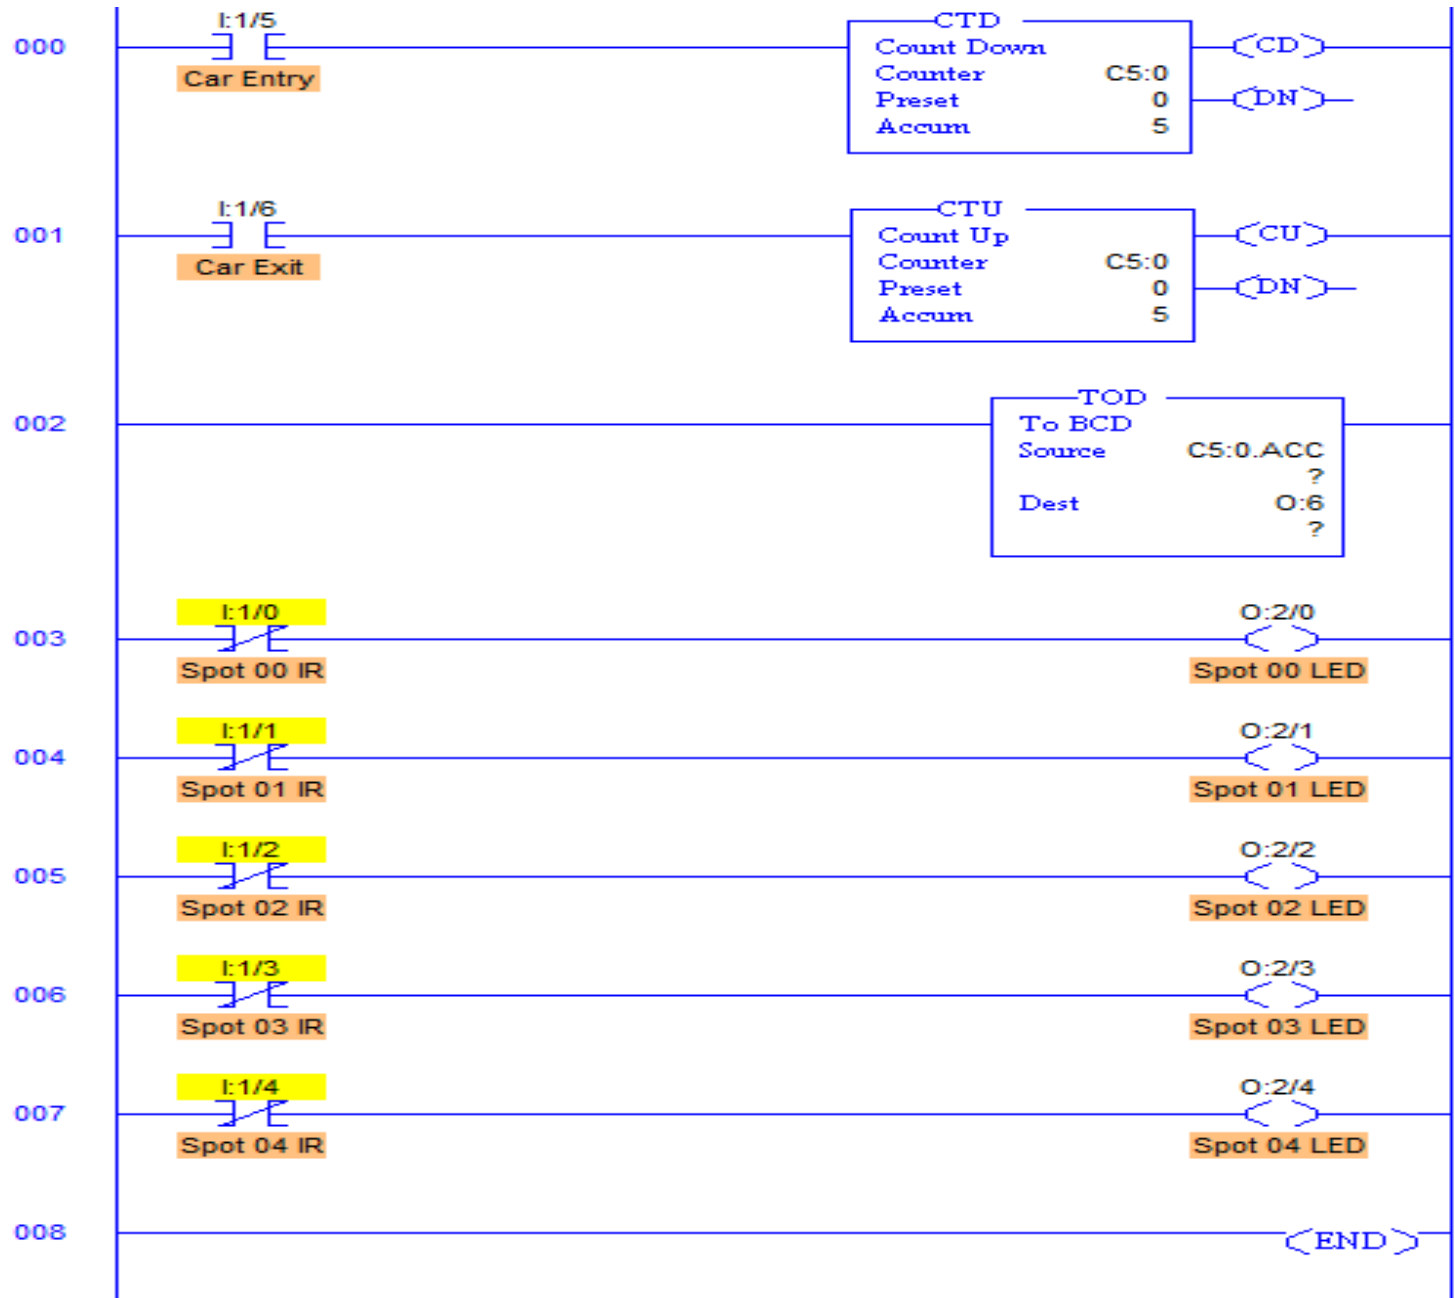 I:1/5
CTD
000
Count Down
CD
Car Entry
Counter C5:0
Preset 0
DN
Accum 5
I:1/6
CTU
001
Count Up
CU
Car Exit
Counter C5:0
Preset 0
DN
Accum 5
TOD
002
To BCD
Source C5:0.ACC
?
Dest O:6
?
I:1/0 O:2/0
003
Spot 00 IR Spot 00 LED
I:1/1 O:2/1
004
Spot 01 IR Spot 01 LED
I:1/2 O:2/2
005
Spot 02 IR Spot 02 LED
I:1/3 O:2/3
006
Spot 03 IR Spot 03 LED
I:1/4 O:2/4
007
Spot 04 IR Spot 04 LED
008
END